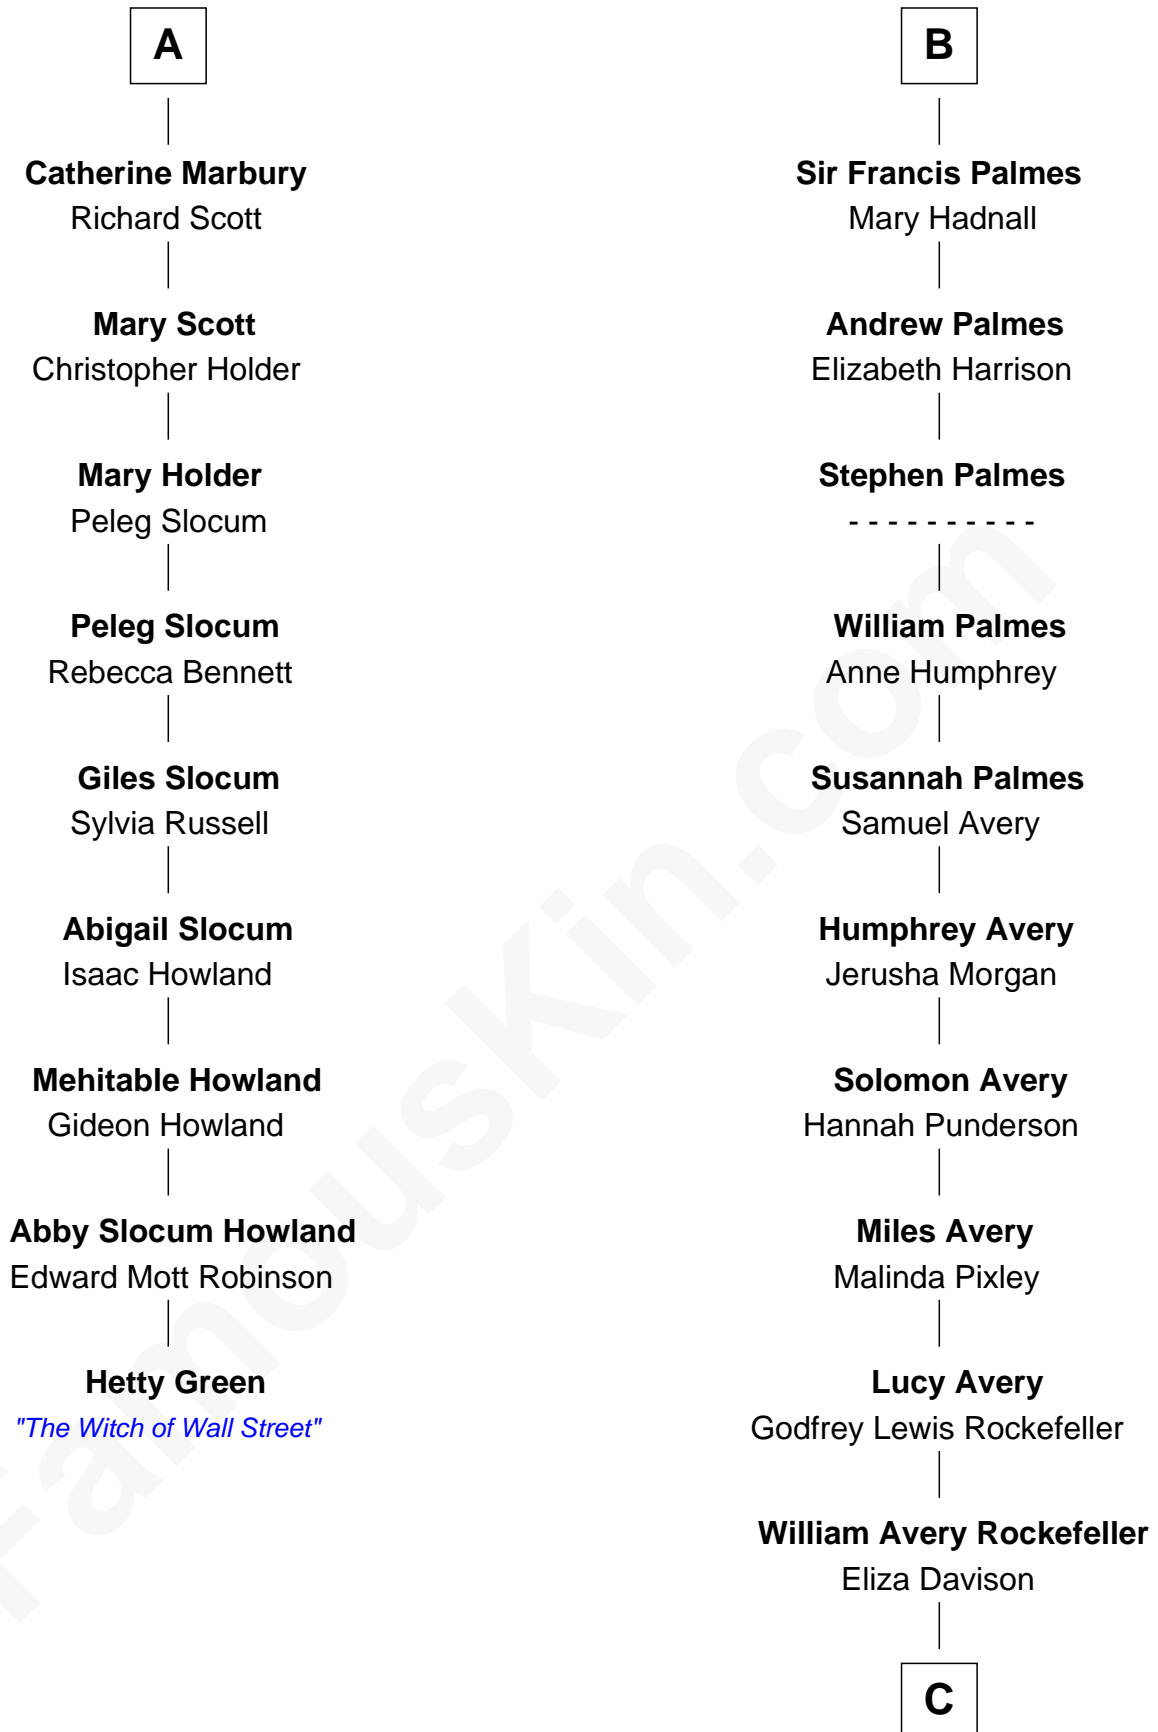 A
Catherine Marbury
Richard Scott
Mary Scott
Christopher Holder
Mary Holder
Peleg Slocum
Peleg Slocum
Rebecca Bennett
Giles Slocum
Sylvia Russell
Abigail Slocum
Isaac Howland
Mehitable Howland
Gideon Howland
Abby Slocum Howland
Edward Mott Robinson
Hetty Green
"The Witch of Wall Street"
B
Sir Francis Palmes
Mary Hadnall
Andrew Palmes
Elizabeth Harrison
Stephen Palmes
- - - - - - - - - -
William Palmes
Anne Humphrey
Susannah Palmes
Samuel Avery
Humphrey Avery
Jerusha Morgan
Solomon Avery
Hannah Punderson
Miles Avery
Malinda Pixley
Lucy Avery
Godfrey Lewis Rockefeller
William Avery Rockefeller
Eliza Davison
C
FamousKin.com